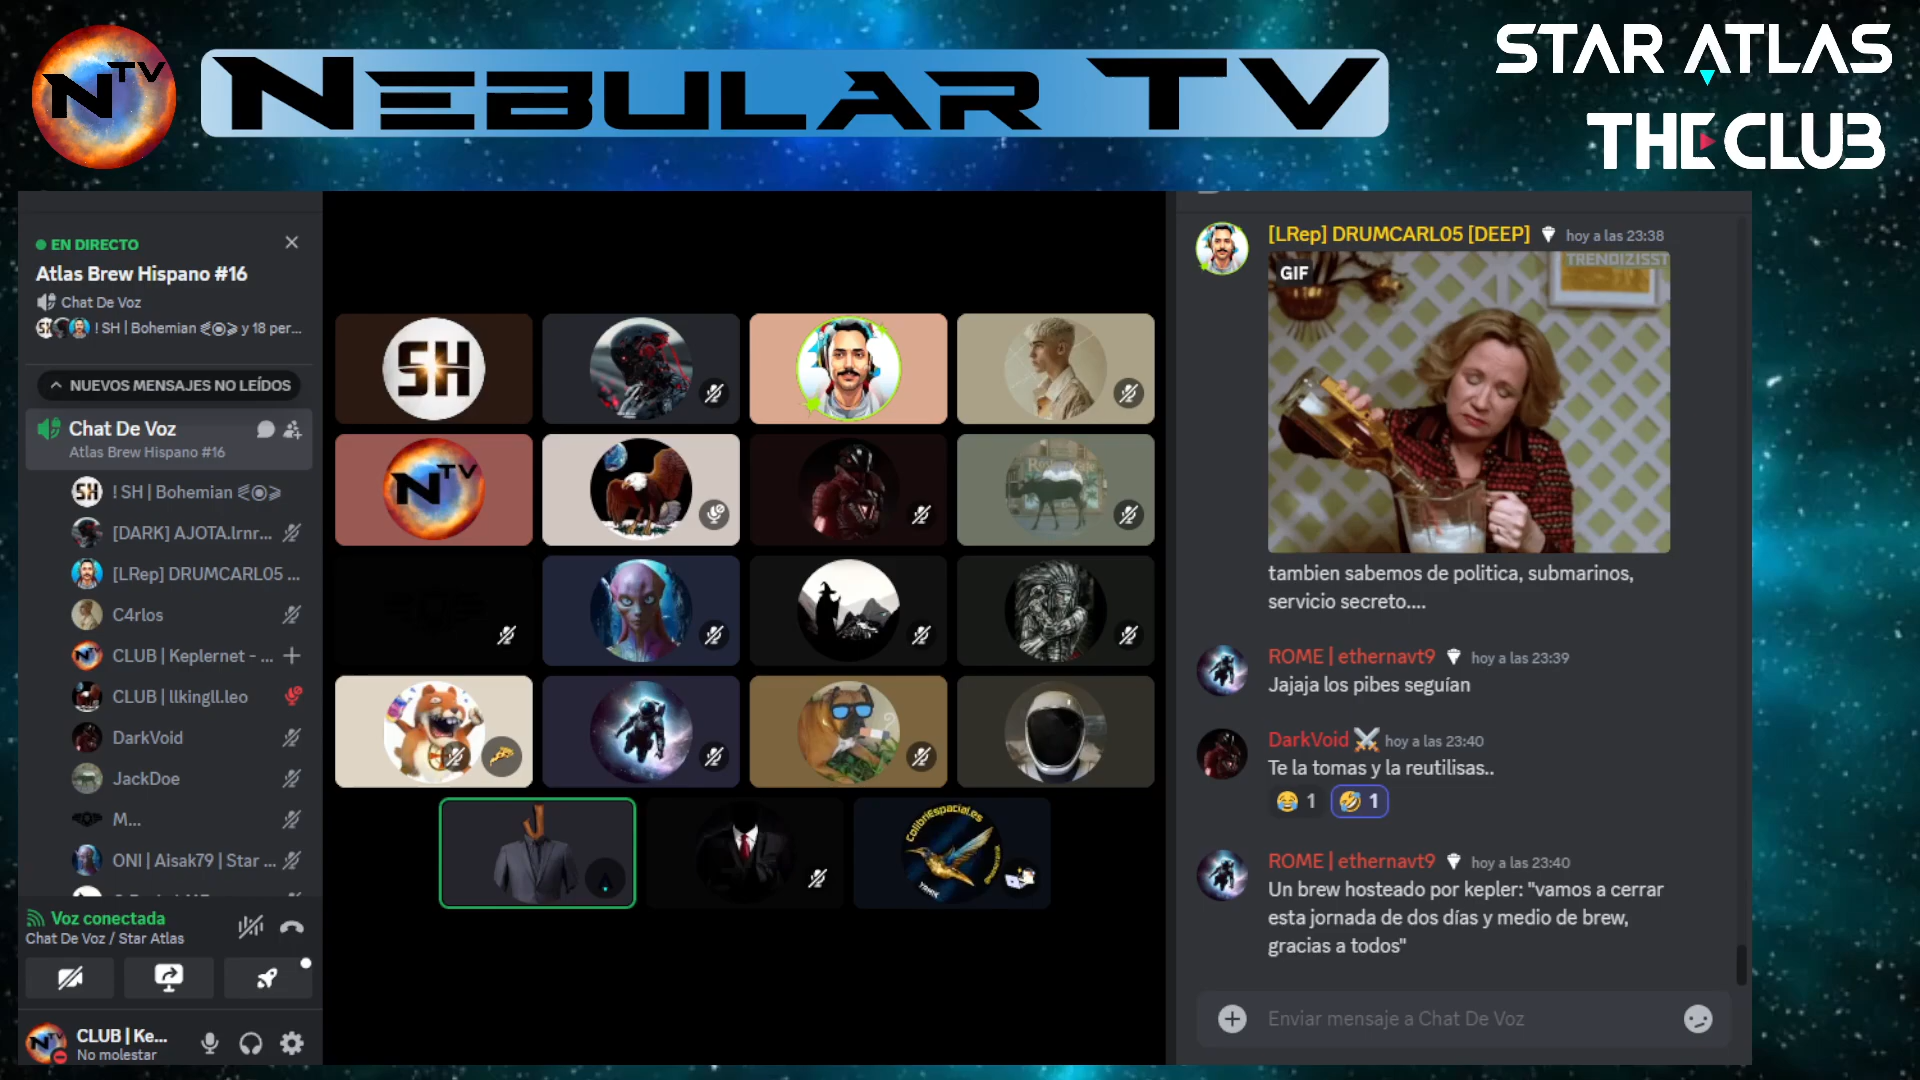 NTV
NEBULAR TV
STAR ATLAS
THE CLUB
EN DIRECTO
Atlas Brew Hispano #16
Chat De Voz
! SH | Bohemian y 18 per...
NUEVOS MENSAJES NO LEÍDOS
Chat De Voz
Atlas Brew Hispano #16
! SH | Bohemian
[DARK] AJOTA.lrnr...
[LRep] DRUMCARL05 ...
C4rlos
CLUB | Keplernet - ...
CLUB | llkingll.leo
DarkVoid
JackDoe
M...
ONI | Aisak79 | Star ...
Voz conectada
Chat De Voz / Star Atlas
CLUB | Ke...
No molestar
SH
NTV
ColibriEspacial.es
[LRep] DRUMCARL05 [DEEP] hoy a las 23:38
GIF
TRENDIZISST
tambien sabemos de politica, submarinos,
servicio secreto....
ROME | ethernavt9 hoy a las 23:39
Jajaja los pibes seguían
DarkVoid hoy a las 23:40
Te la tomas y la reutilisas..
1 1
ROME | ethernavt9 hoy a las 23:40
Un brew hosteado por kepler: "vamos a cerrar
esta jornada de dos días y medio de brew,
gracias a todos"
Enviar mensaje a Chat De Voz